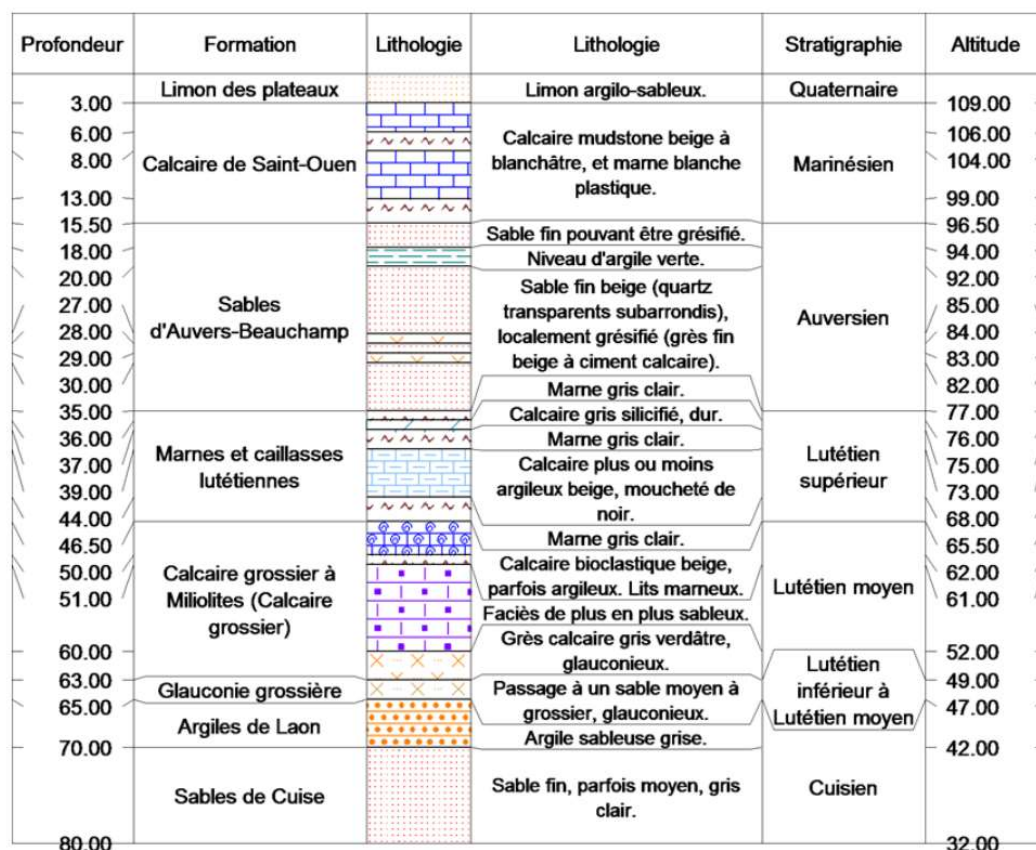 Profondeur Formation Lithologie Lithologie Stratigraphie Altitude
Limon des plateaux Limon argilo-sableux. Quaternaire
3.00 109.00
6.00 106.00
Calcaire mudstone beige à
8.00 Calcaire de Saint-Ouen blanchâtre, et marne blanche Marinésien 104.00
plastique.
13.00 99.00
15.50 96.50
Sable fin pouvant être grésifié.
18.00 94.00
Niveau d'argile verte.
20.00 92.00
Sable fin beige (quartz
27.00 Sables transparents subarrondis), Auversien 85.00
28.00 d'Auvers-Beauchamp localement grésifié (grès fin 84.00
29.00 beige à ciment calcaire). 83.00
30.00 82.00
Marne gris clair.
35.00 77.00
Calcaire gris silicifié, dur.
36.00 Marne gris clair. 76.00
37.00 Marnes et caillasses Calcaire plus ou moins Lutétien 75.00
39.00 lutétiennes argileux beige, moucheté de supérieur 73.00
44.00 noir. 68.00
46.50 Marne gris clair. 65.50
50.00 Calcaire grossier à Calcaire bioclastique beige, 62.00
51.00 Miliolites (Calcaire parfois argileux. Lits marneux. Lutétien moyen 61.00
grossier) Faciès de plus en plus sableux.
60.00 Grès calcaire gris verdâtre, 52.00
glauconieux. Lutétien
63.00 Glauconie grossière Passage à un sable moyen à inférieur à 49.00
65.00 grossier, glauconieux. Lutétien moyen 47.00
Argiles de Laon
70.00 Argile sableuse grise. 42.00
Sables de Cuise Sable fin, parfois moyen, gris Cuisien
clair.
80.00 32.00